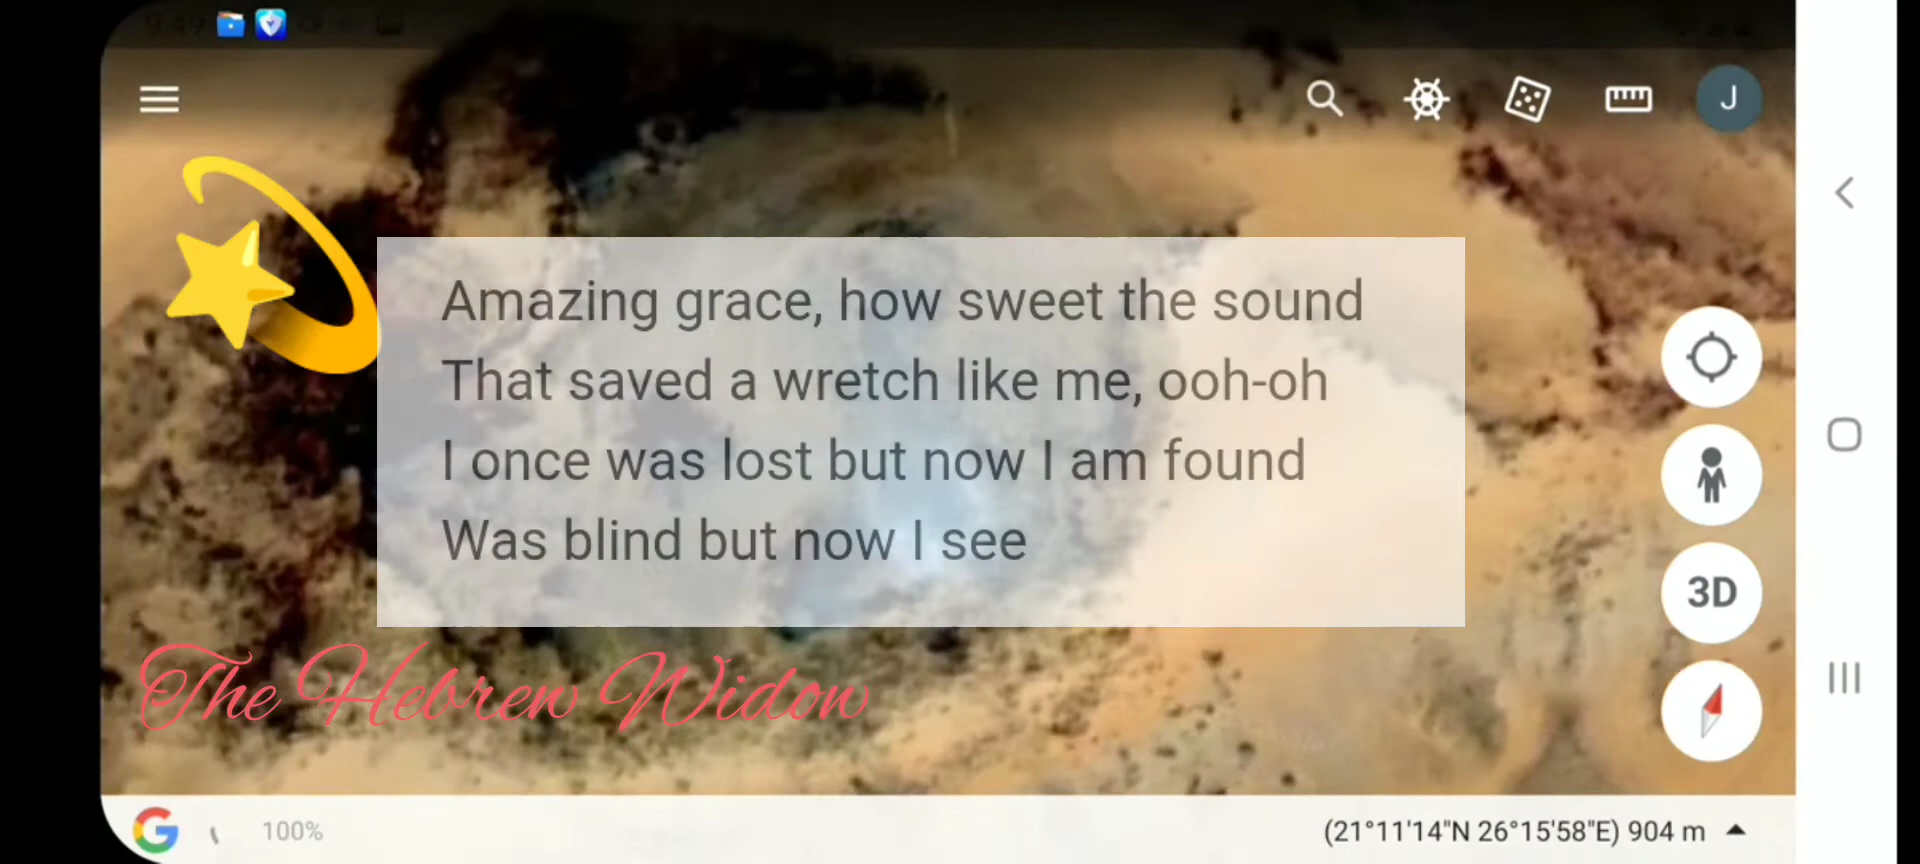 J
Amazing grace, how sweet the sound
That saved a wretch like me, ooh-oh
I once was lost but now I am found
Was blind but now I see
3D
The Hebrew Widow
100%
(21°11'14"N 26°15'58"E) 904 m